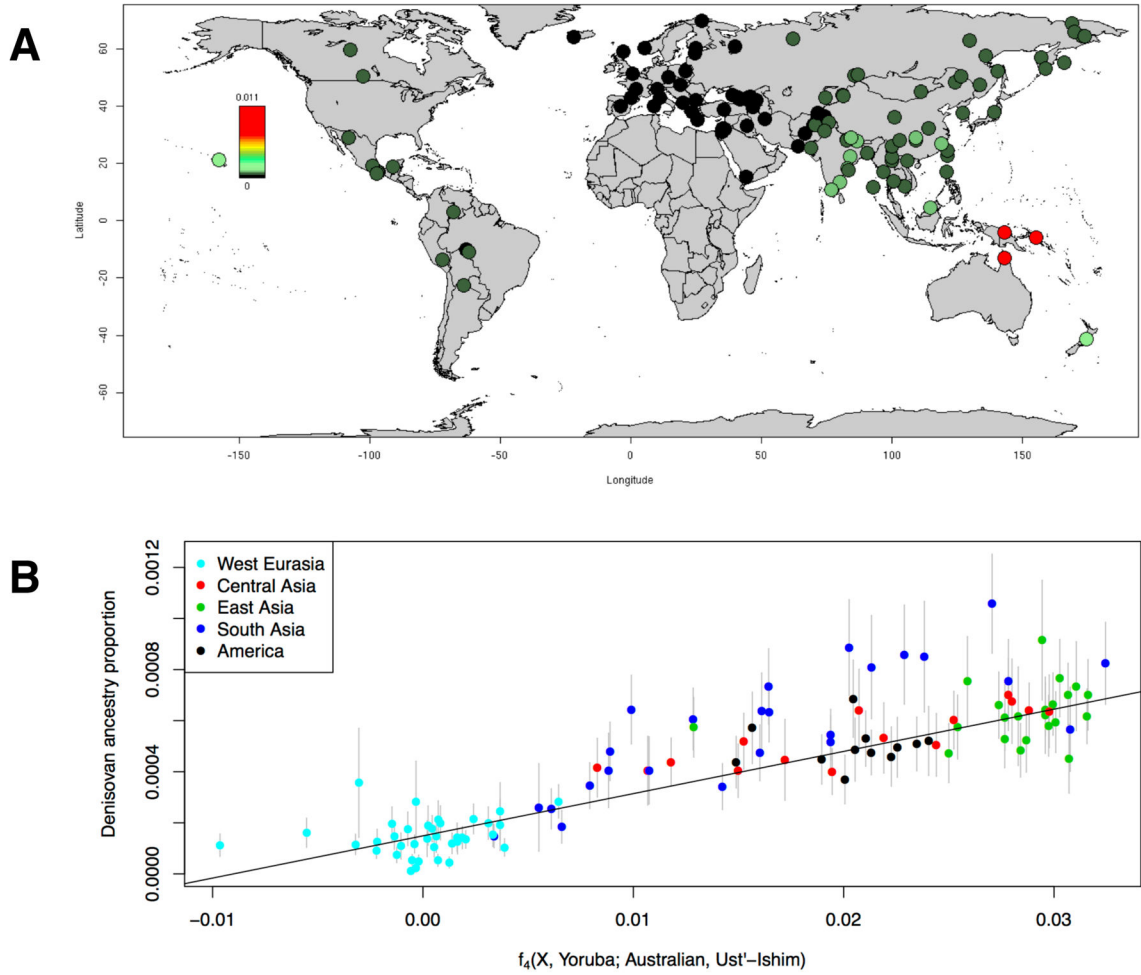 A
0.011
0
60
40
20
0
-20
-40
-60
Latitude
-150
-100
-50
0
50
100
150
Longitude
B
West Eurasia
Central Asia
East Asia
South Asia
America
0.0012
0.0008
0.0004
0.0000
Denisovan ancestry proportion
−0.01
0.00
0.01
0.02
0.03
f₄(X, Yoruba; Australian, Ust'−Ishim)